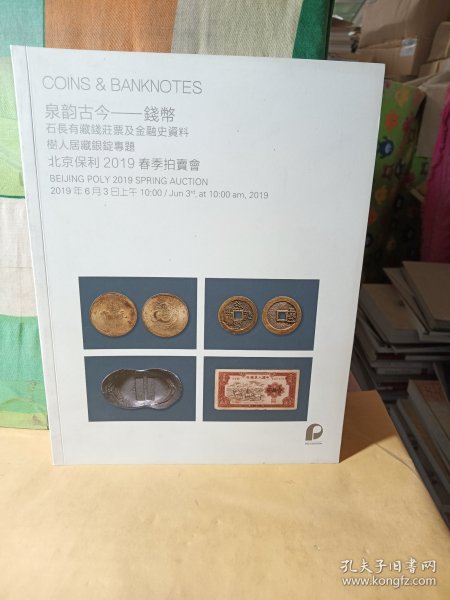 COINS & BANKNOTES
泉韵古今——錢幣
石長有藏錢莊票及金融史資料
樹人居藏銀錠專題
北京保利 2019 春季拍賣會
BEIJING POLY 2019 SPRING AUCTION
2019 年 6 月 3 日上午 10:00 / Jun 3rd, at 10:00 am, 2019
孔夫子旧书网
www.kongfz.com